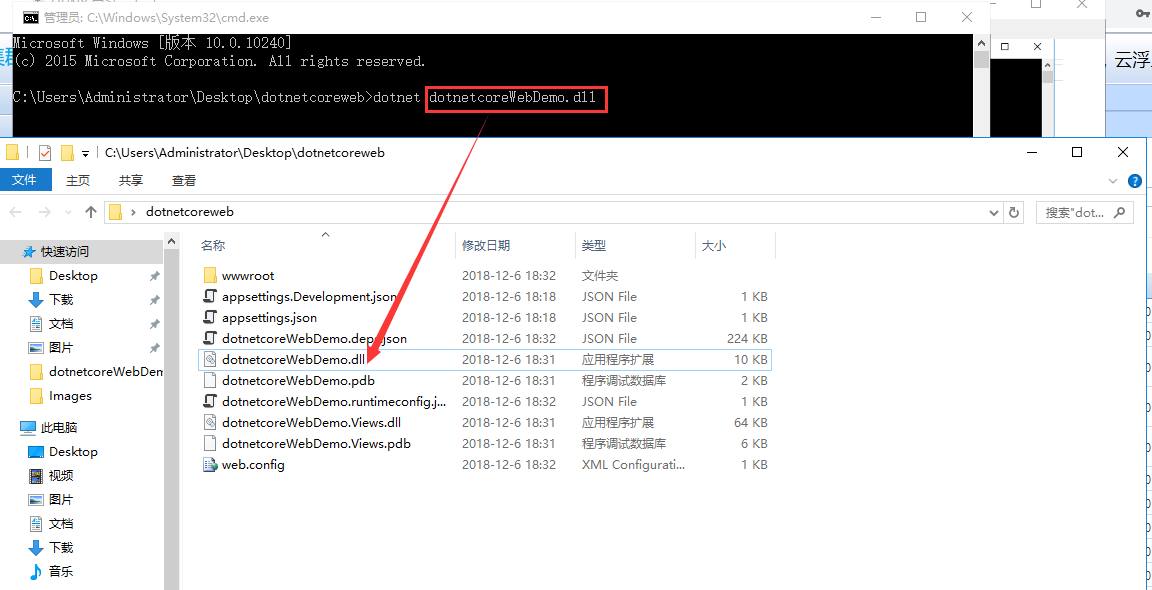 管理员: C:\Windows\System32\cmd.exe
Microsoft Windows [版本 10.0.10240]
(c) 2015 Microsoft Corporation. All rights reserved.
C:\Users\Administrator\Desktop\dotnetcoreweb>dotnet dotnetcoreWebDemo.dll
云浮
C:\Users\Administrator\Desktop\dotnetcoreweb
文件 主页 共享 查看
dotnetcoreweb
搜索"dot...
名称 修改日期 类型 大小
wwwroot 2018-12-6 18:32 文件夹
appsettings.Development.json 2018-12-6 18:18 JSON File 1 KB
appsettings.json 2018-12-6 18:18 JSON File 1 KB
dotnetcoreWebDemo.deps.json 2018-12-6 18:32 JSON File 224 KB
dotnetcoreWebDemo.dll 2018-12-6 18:31 应用程序扩展 10 KB
dotnetcoreWebDemo.pdb 2018-12-6 18:31 程序调试数据库 2 KB
dotnetcoreWebDemo.runtimeconfig.j... 2018-12-6 18:32 JSON File 1 KB
dotnetcoreWebDemo.Views.dll 2018-12-6 18:31 应用程序扩展 64 KB
dotnetcoreWebDemo.Views.pdb 2018-12-6 18:31 程序调试数据库 6 KB
web.config 2018-12-6 18:32 XML Configurati... 1 KB
快速访问
Desktop
下载
文档
图片
dotnetcoreWebDem
Images
此电脑
Desktop
视频
图片
文档
下载
音乐